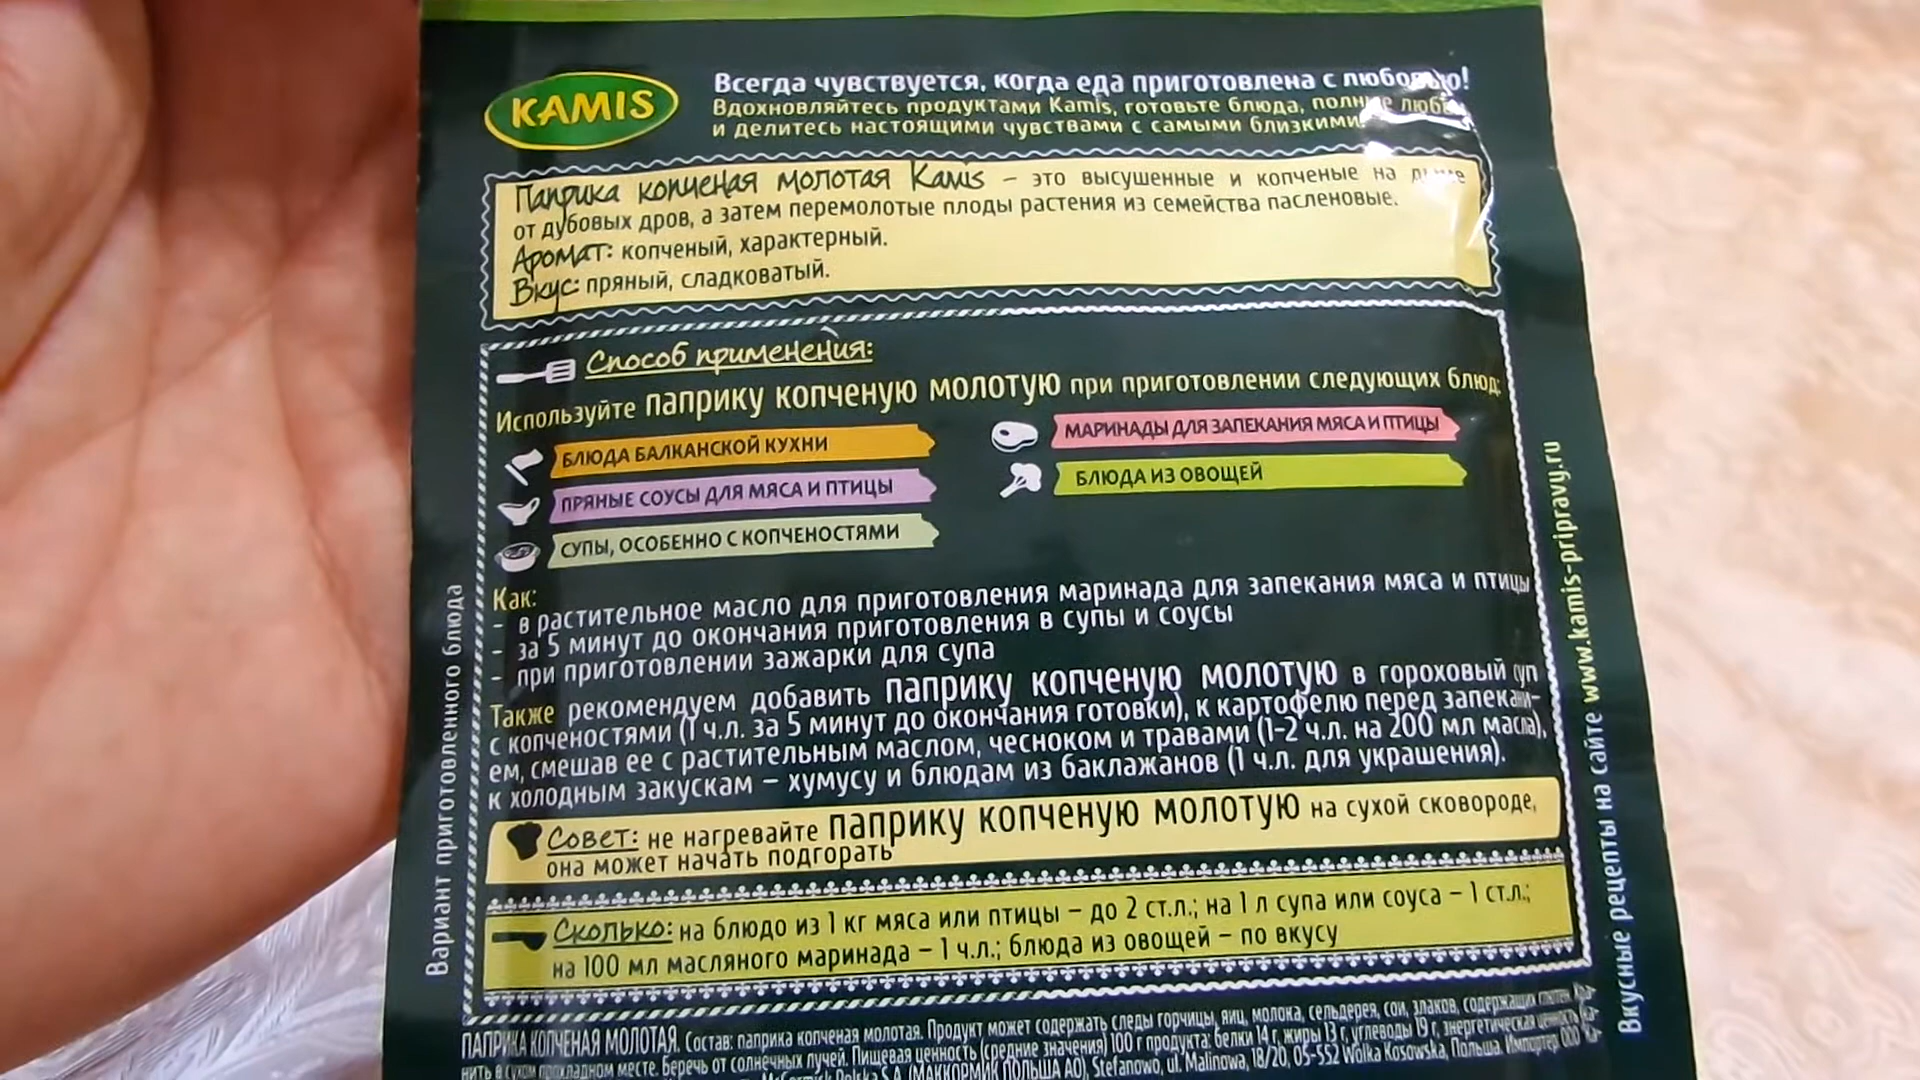 KAMIS
Всегда чувствуется, когда еда приготовлена с любовью!
Вдохновляйтесь продуктами Kamis, готовьте блюда, полные
и делитесь настоящими чувствами с самыми близкими
Паприка копченая молотая Kamis – это высушенные и копченые на дыме
от дубовых дров, а затем перемолотые плоды растения из семейства пасленовые.
Аромат: копченый, характерный.
Вкус: пряный, сладковатый.
Способ применения:
Используйте паприку копченую молотую при приготовлении следующих блюд:
БЛЮДА БАЛКАНСКОЙ КУХНИ
ПРЯНЫЕ СОУСЫ ДЛЯ МЯСА И ПТИЦЫ
СУПЫ, ОСОБЕННО С КОПЧЕНОСТЯМИ
МАРИНАДЫ ДЛЯ ЗАПЕКАНИЯ МЯСА И ПТИЦЫ
БЛЮДА ИЗ ОВОЩЕЙ
Как:
- в растительное масло для приготовления маринада для запекания мяса и птицы
- за 5 минут до окончания приготовления в супы и соусы
- при приготовлении зажарки для супа
Также рекомендуем добавить паприку копченую молотую в гороховый суп
с копченостями (1 ч.л. за 5 минут до окончания готовки), к картофелю перед запекани-
ем, смешав ее с растительным маслом, чесноком и травами (1-2 ч.л. на 200 мл масла),
к холодным закускам – хумусу и блюдам из баклажанов (1 ч.л. для украшения).
Совет: не нагревайте паприку копченую молотую на сухой сковороде,
она может начать подгорать
Сколько: на блюдо из 1 кг мяса или птицы – до 2 ст.л.; на 1 л супа или соуса – 1 ст.л.;
на 100 мл масляного маринада – 1 ч.л.; блюда из овощей – по вкусу
ПАПРИКА КОПЧЕНАЯ МОЛОТАЯ. Состав: паприка копченая молотая. Продукт может содержать следы горчицы, яиц, молока, сельдерея, сои, злаков, содержащих глютен.
нить в сухом прохладном месте. Беречь от солнечных лучей. Пищевая ценность (средние значения) 100 г продукта: белки 14 г, жиры 13 г, углеводы 19 г, энергетическая ценность
McCormick Polska S.A. (МАККОРМИК ПОЛЬША АО), Stefanowo, ul. Malinowa, 18/20, 05-552 Wolka Kosowska, Польша. Импортер: ООО
Вариант приготовленного блюда
Вкусные рецепты на сайте www.kamis-pripravy.ru